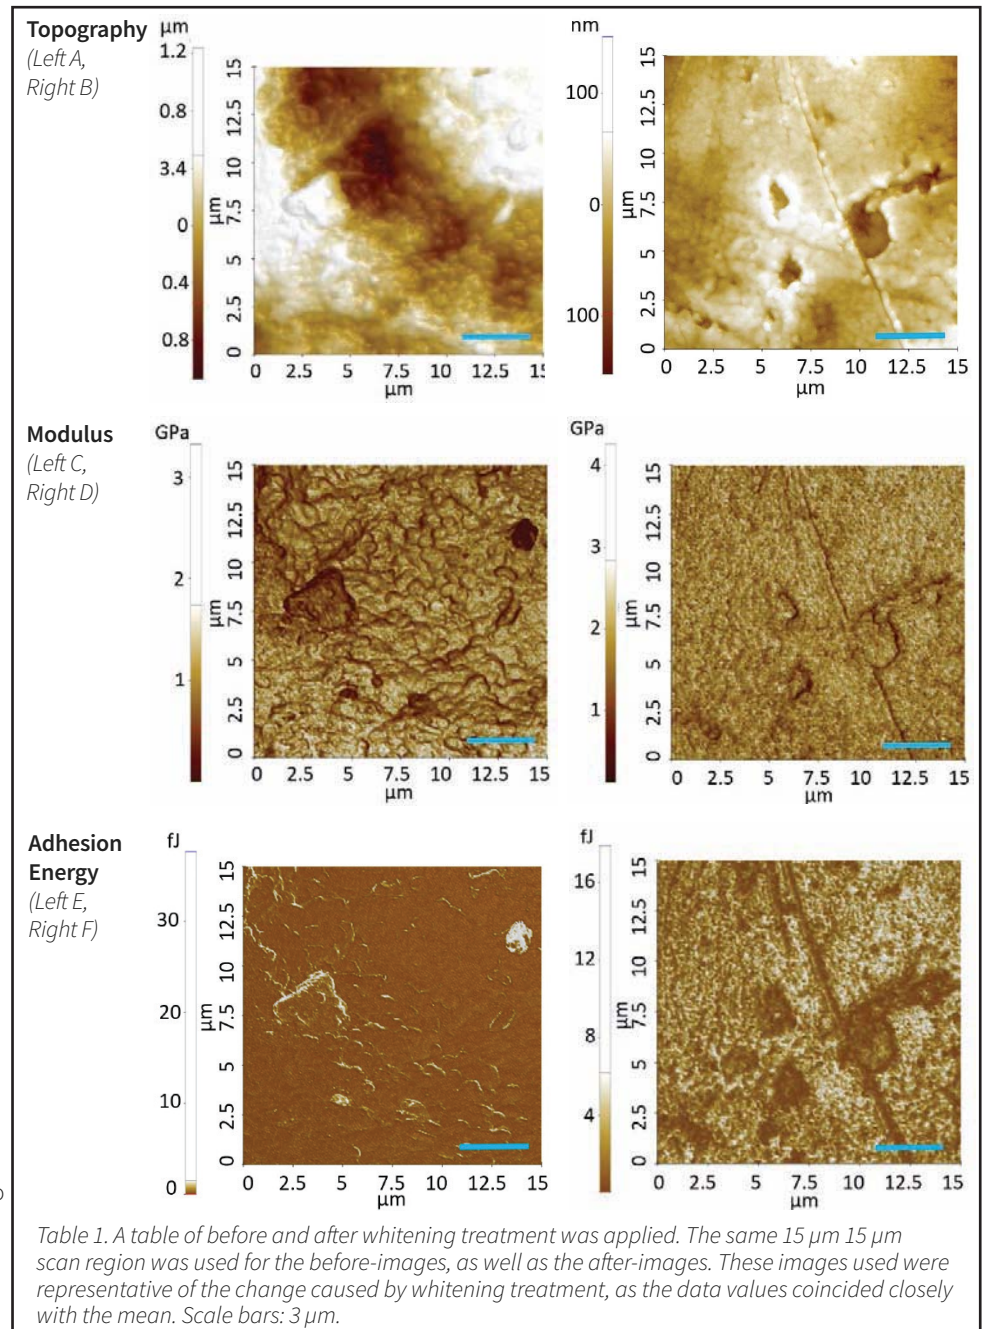 Topography
(Left A,
Right B)
µm
1.2
0.8
3.4
0
0.4
0.8
µm
15
12.5
10
7.5
5
2.5
0
0 2.5 5 7.5 10 12.5 15
µm
nm
100
0
100
µm
15
12.5
10
7.5
5
2.5
0
0 2.5 5 7.5 10 12.5 15
µm
Modulus
(Left C,
Right D)
GPa
3
2
1
µm
15
12.5
10
7.5
5
2.5
0
0 2.5 5 7.5 10 12.5 15
µm
GPa
4
3
2
1
µm
15
12.5
10
7.5
5
2.5
0
0 2.5 5 7.5 10 12.5 15
µm
Adhesion
Energy
(Left E,
Right F)
fJ
30
20
10
0
µm
15
12.5
10
7.5
5
2.5
0
0 2.5 5 7.5 10 12.5 15
µm
fJ
16
12
8
4
µm
15
12.5
10
7.5
5
2.5
0
0 2.5 5 7.5 10 12.5 15
µm
Table 1. A table of before and after whitening treatment was applied. The same 15 µm 15 µm
scan region was used for the before-images, as well as the after-images. These images used were
representative of the change caused by whitening treatment, as the data values coincided closely
with the mean. Scale bars: 3 µm.